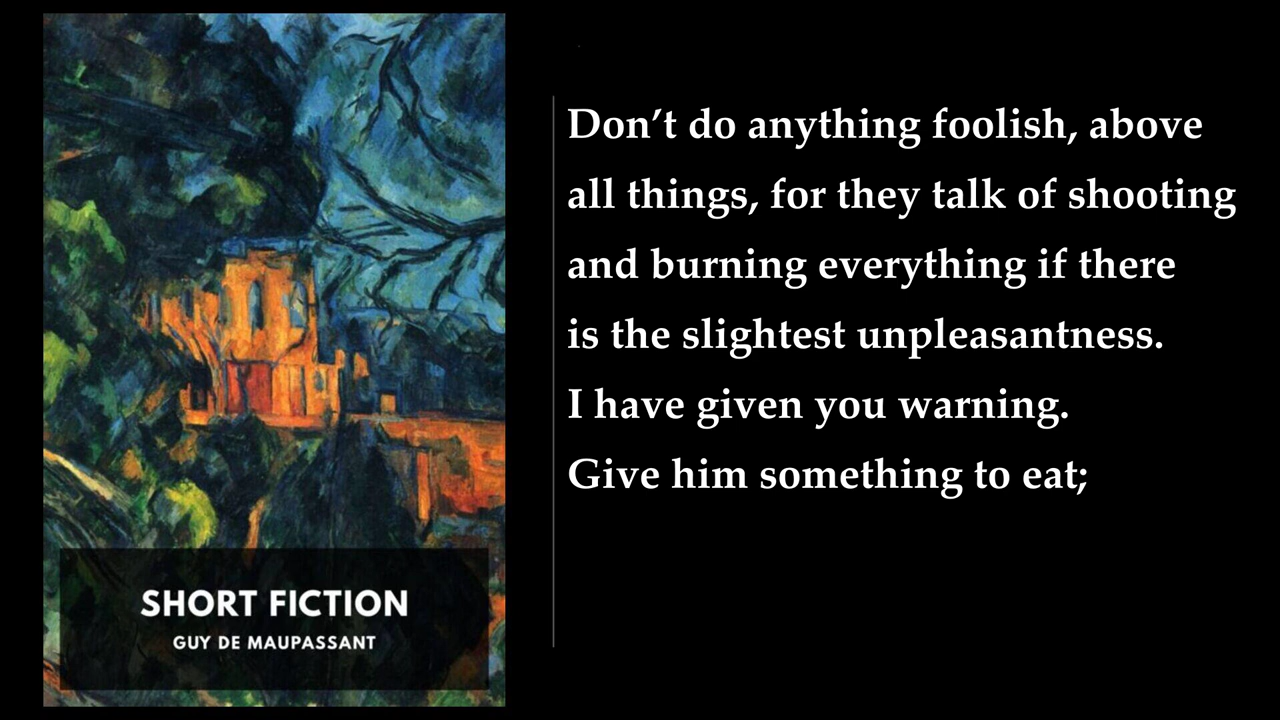 Don’t do anything foolish, above
all things, for they talk of shooting
and burning everything if there
is the slightest unpleasantness.
I have given you warning.
Give him something to eat;
SHORT FICTION
GUY DE MAUPASSANT